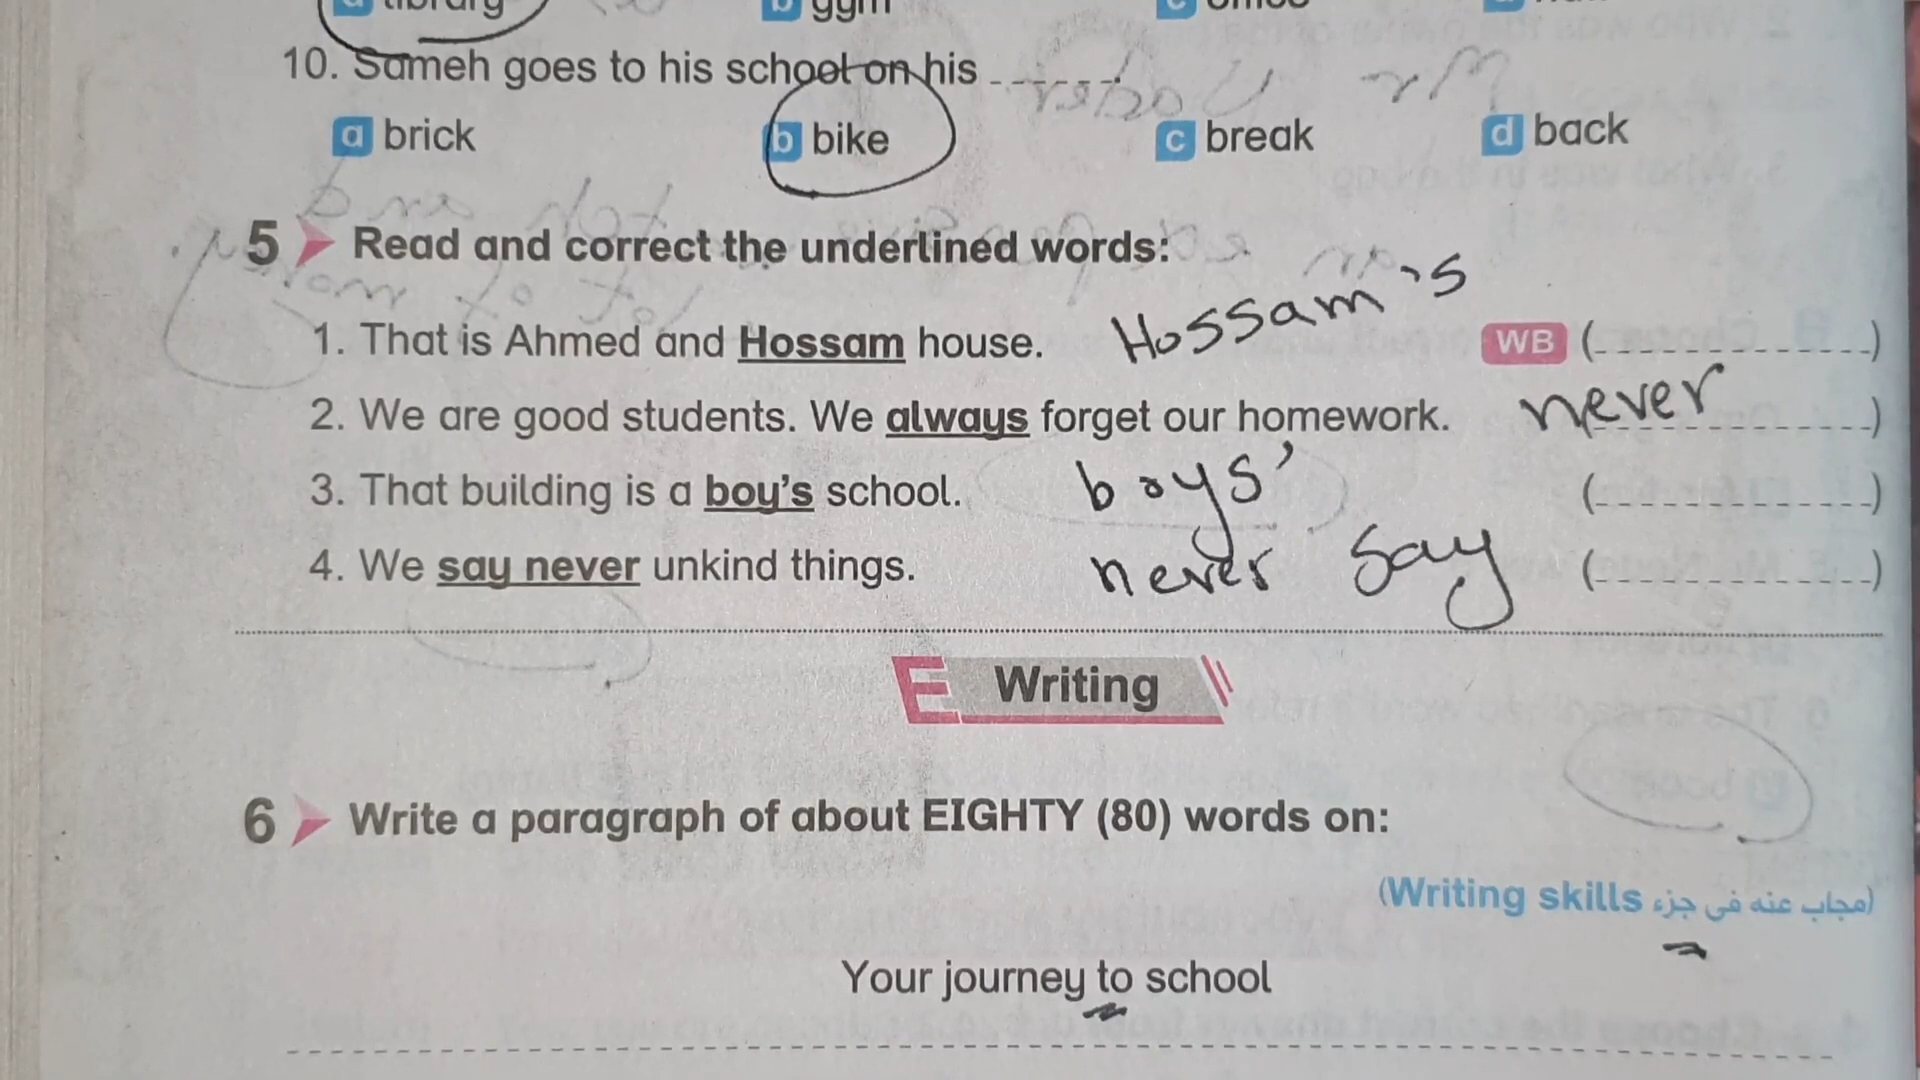 a library b gym
10. Sameh goes to his school on his
a brick b bike c break d back
5 Read and correct the underlined words:
1. That is Ahmed and Hossam house. Hossam's WB (
)
2. We are good students. We always forget our homework. never )
3. That building is a boy's school. boys' ( )
4. We say never unkind things. never say ( )
E Writing
6 Write a paragraph of about EIGHTY (80) words on:
(Writing skills مجاب عنه في جزء)
Your journey to school